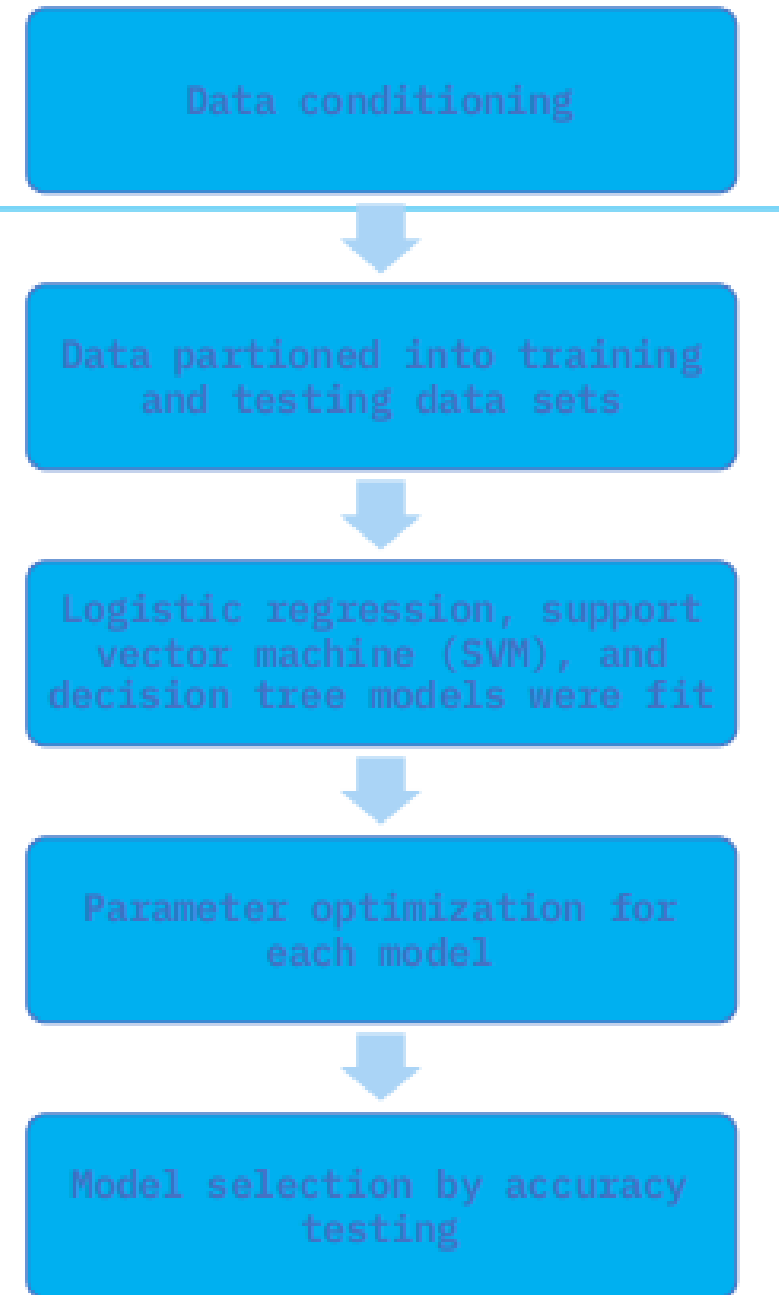 Data conditioning
Data partioned into training
and testing data sets
Logistic regression, support
vector machine (SVM), and
decision tree models were fit
Parameter optimization for
each model
Model selection by accuracy
testing